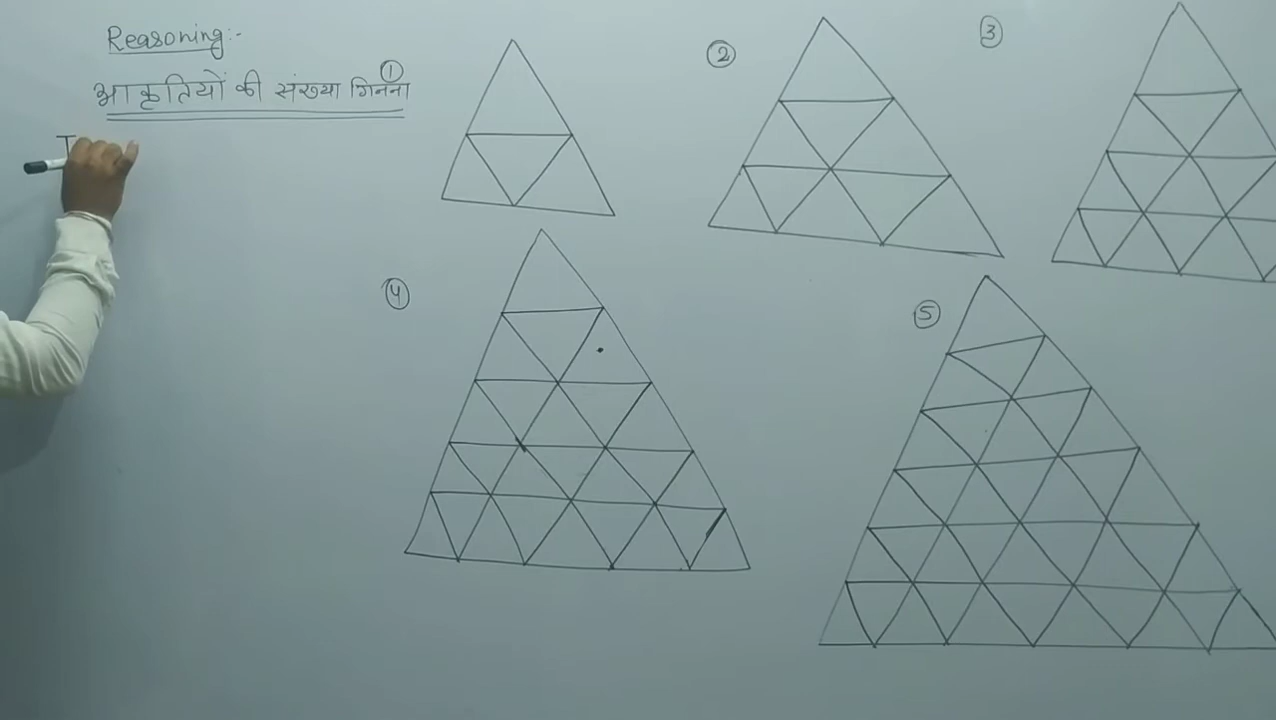 Reasoning:-
आकृतियों की संख्या गिनना
①
②
③
④
⑤